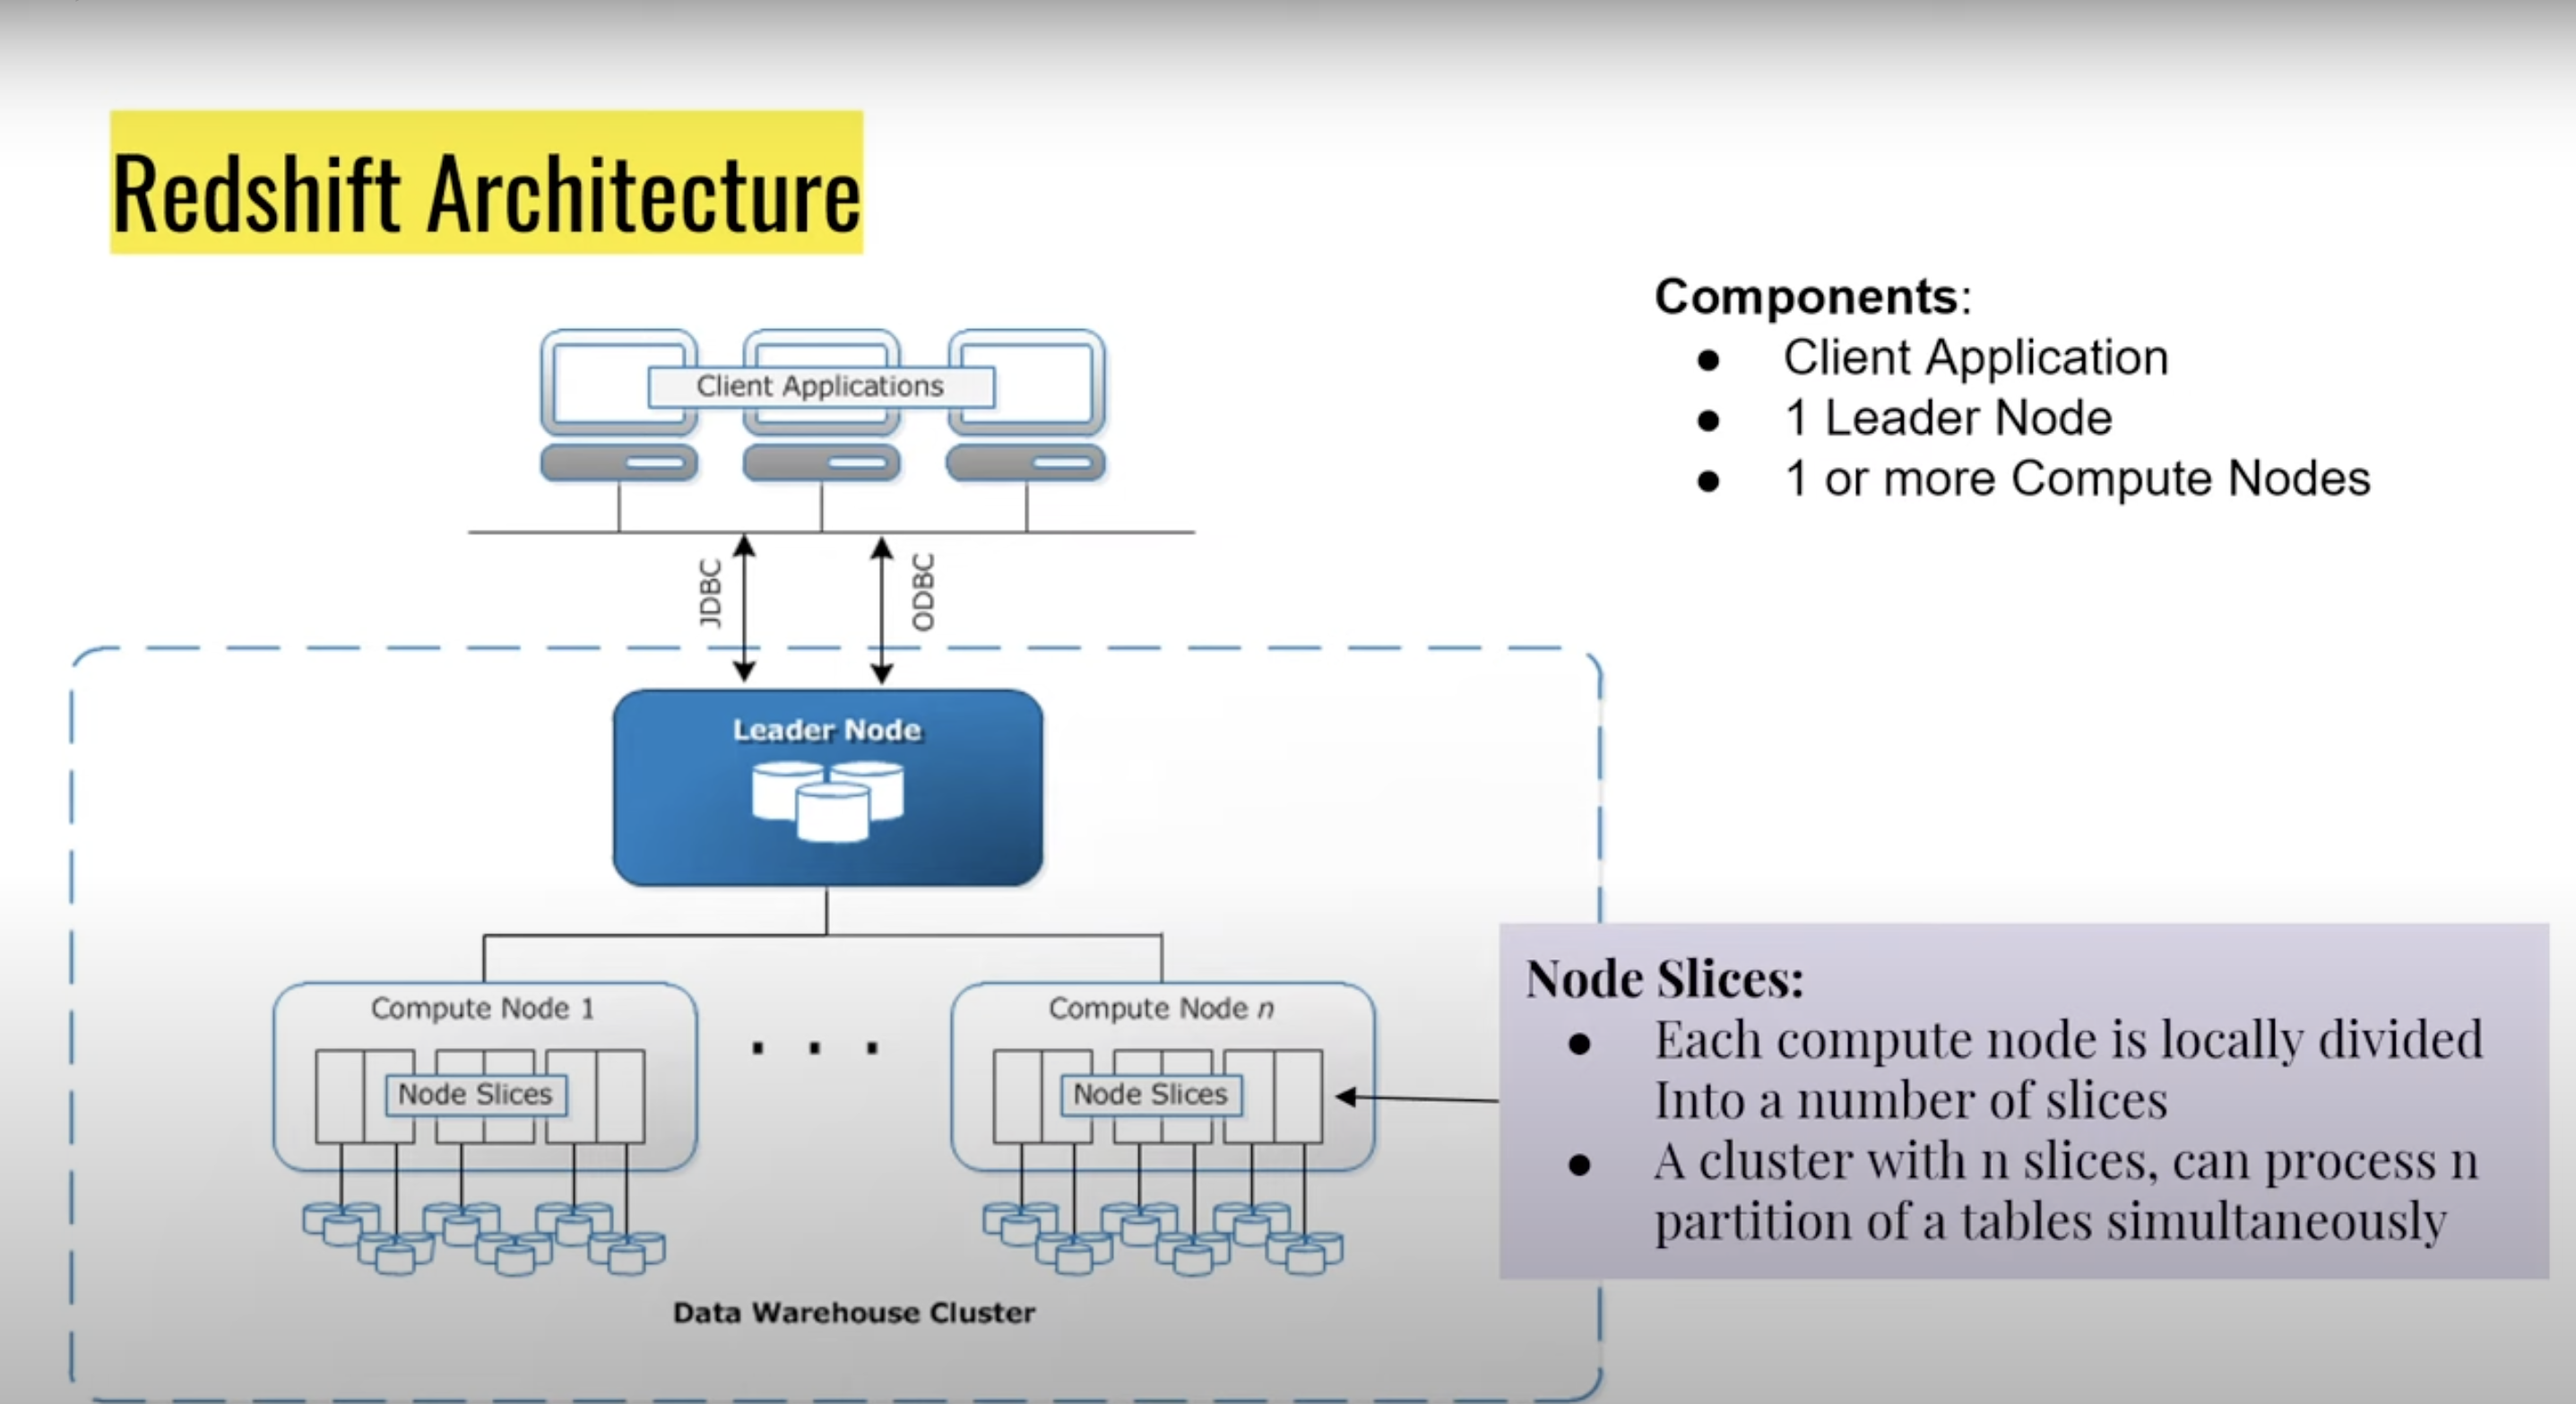 Redshift Architecture
Components:
● Client Application
● 1 Leader Node
● 1 or more Compute Nodes
Client Applications
JDBC
ODBC
Leader Node
Compute Node 1
Node Slices
. . .
Compute Node n
Node Slices
Data Warehouse Cluster
Node Slices:
● Each compute node is locally divided
Into a number of slices
● A cluster with n slices, can process n
partition of a tables simultaneously